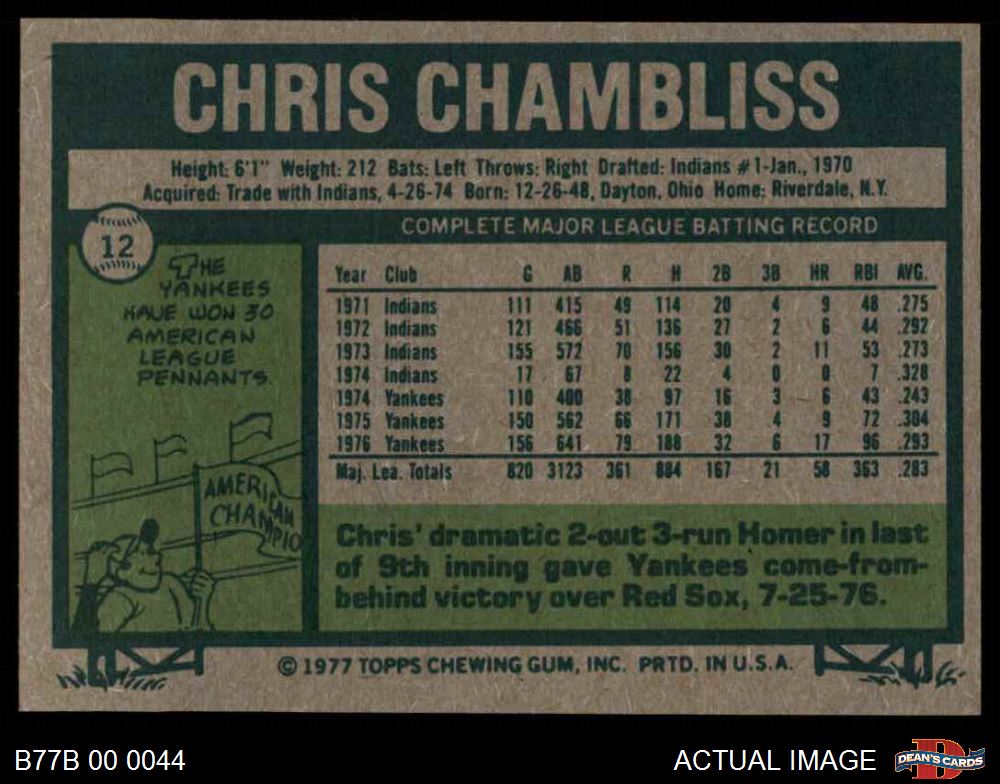 CHRIS CHAMBLISS
Height: 6'1" Weight: 212 Bats: Left Throws: Right Drafted: Indians #1-Jan., 1970
Acquired: Trade with Indians, 4-26-74 Born: 12-26-48, Dayton, Ohio Home: Riverdale, N.Y.
12
THE
YANKEES
HAVE WON 30
AMERICAN
LEAGUE
PENNANTS.
AMERICAN
CHAMPIO
COMPLETE MAJOR LEAGUE BATTING RECORD
Year Club G AB R H 2B 3B HR RBI AVG.
1971 Indians 111 415 49 114 20 4 9 48 .275
1972 Indians 121 466 51 136 27 2 6 44 .292
1973 Indians 155 572 70 156 30 2 11 53 .273
1974 Indians 17 67 8 22 4 0 0 7 .328
1974 Yankees 110 400 38 97 16 3 6 43 .243
1975 Yankees 150 562 66 171 38 4 9 72 .304
1976 Yankees 156 641 79 188 32 6 17 96 .293
Maj. Lea. Totals 820 3123 361 884 167 21 58 363 .283
Chris' dramatic 2-out 3-run Homer in last
of 9th inning gave Yankees come-from-
behind victory over Red Sox, 7-25-76.
© 1977 TOPPS CHEWING GUM, INC. PRTD. IN U.S.A.
B77B 00 0044
ACTUAL IMAGE
D
DEAN'S CARDS